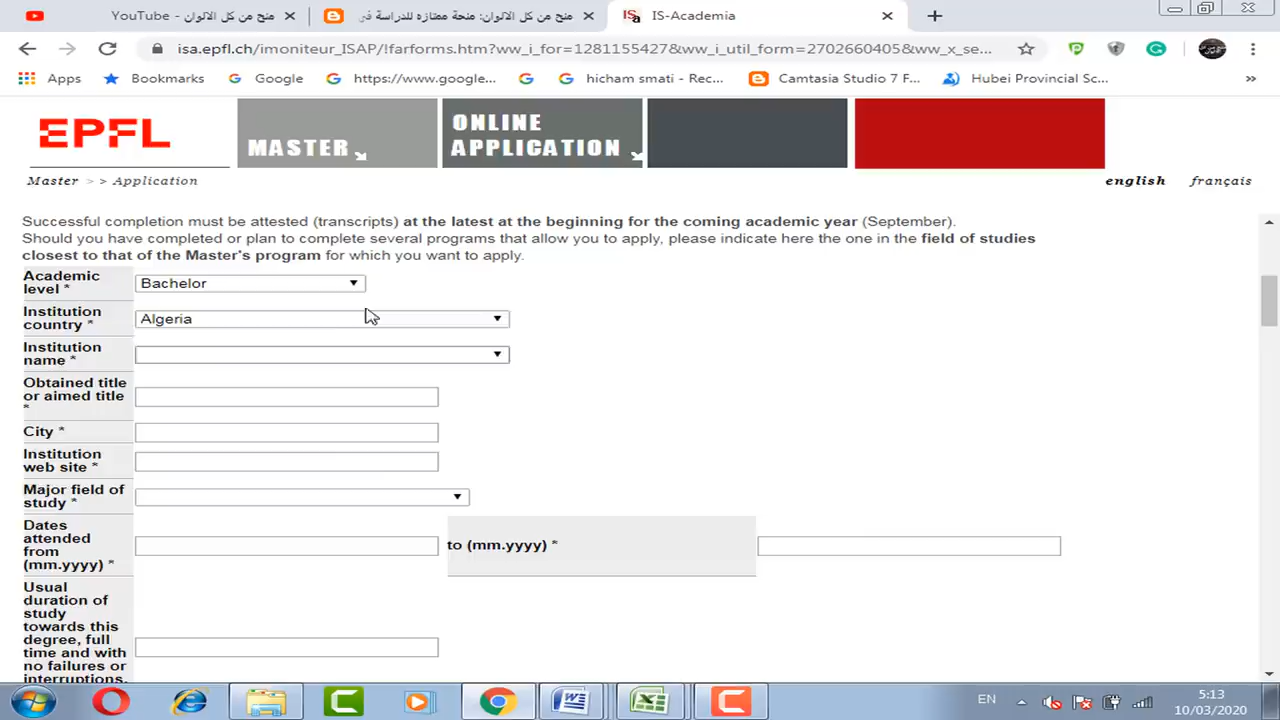 YouTube - منح من كل الالوان
منح من كل الالوان: منحة ممتازه للدراسة في
IS-Academia
isa.epfl.ch/imoniteur_ISAP/!farforms.htm?ww_i_for=1281155427&ww_i_util_form=2702660405&ww_x_se...
Apps
Bookmarks
Google
https://www.google...
hicham smati - Rec...
Camtasia Studio 7 F...
Hubei Provincial Sc...
»
EPFL
MASTER
ONLINE
APPLICATION
Master >> Application
english français
Successful completion must be attested (transcripts) at the latest at the beginning for the coming academic year (September).
Should you have completed or plan to complete several programs that allow you to apply, please indicate here the one in the field of studies
closest to that of the Master's program for which you want to apply.
Academic
level *
Bachelor
Institution
country *
Algeria
Institution
name *
Obtained title
or aimed title
*
City *
Institution
web site *
Major field of
study *
Dates
attended
from
(mm.yyyy) *
to (mm.yyyy) *
Usual
duration of
study
towards this
degree, full
time and with
no failures or
interruptions.
EN
5:13
10/03/2020